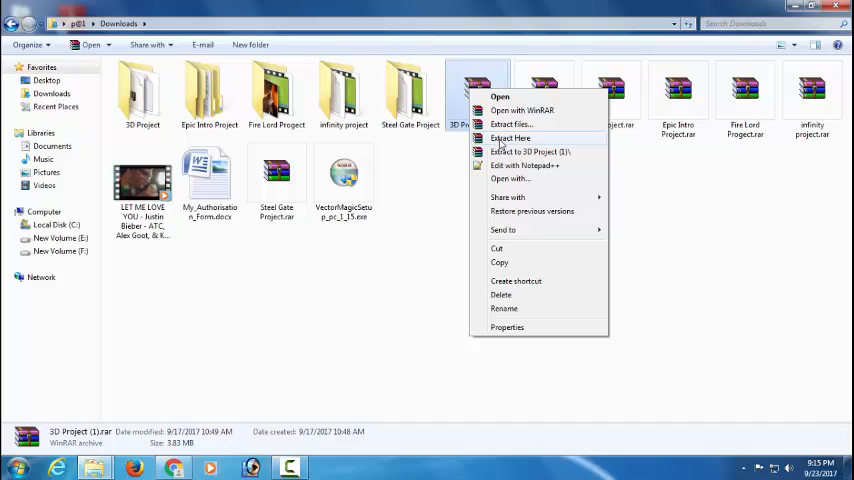 p@1 ▸ Downloads ▸
Search Downloads
Organize
Open
Share with
E-mail
New folder
Favorites
Desktop
Downloads
Recent Places
Libraries
Documents
Music
Pictures
Videos
Computer
Local Disk (C:)
New Volume (E:)
New Volume (F:)
Network
3D Project
Epic Intro Project
Fire Lord Project
infinity project
Steel Gate Project
3D Pr
ject.rar
Epic Intro
Project.rar
Fire Lord
Project.rar
infinity
project.rar
LET ME LOVE
YOU - Justin
Bieber - ATC,
Alex Goot, & K...
My_Authorisatio
n_Form.docx
Steel Gate
Project.rar
VectorMagicSetu
p_pc_1_15.exe
Open
Open with WinRAR
Extract files...
Extract Here
Extract to 3D Project (1)\
Edit with Notepad++
Open with...
Share with
Restore previous versions
Send to
Cut
Copy
Create shortcut
Delete
Rename
Properties
3D Project (1).rar Date modified: 9/17/2017 10:49 AM Date created: 9/17/2017 10:48 AM
WinRAR archive Size: 3.83 MB
9:15 PM
9/23/2017